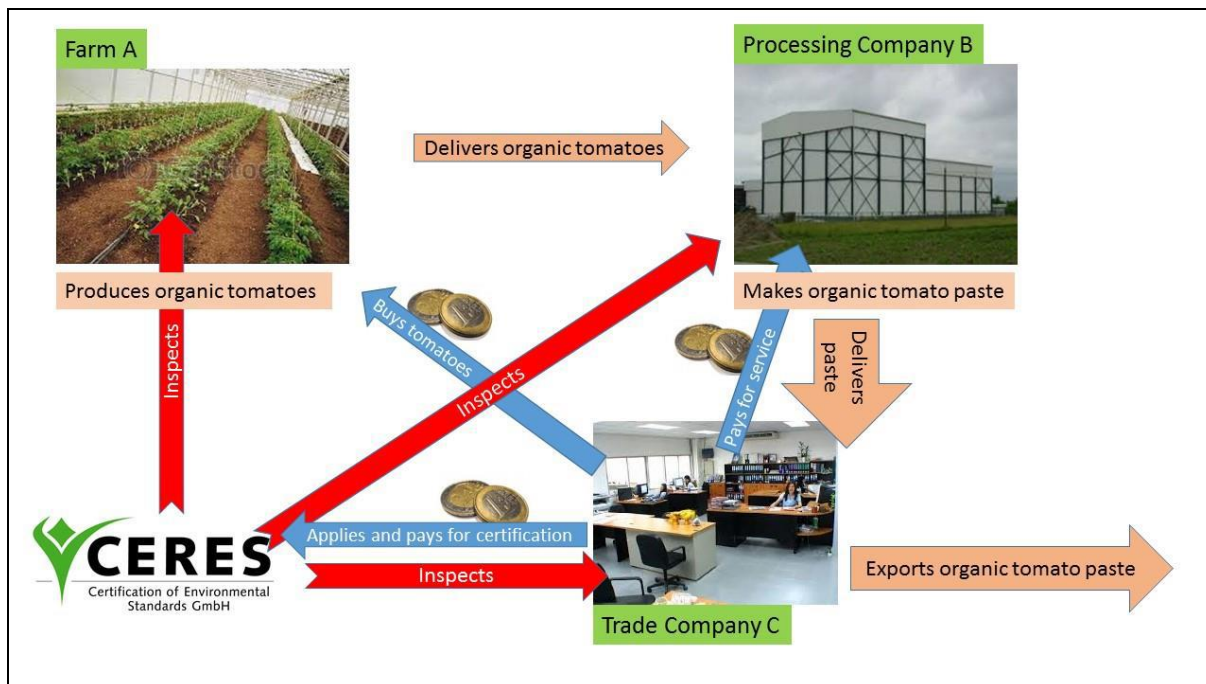 Farm A
Processing Company B
Delivers organic tomatoes
Produces organic tomatoes
Makes organic tomato paste
Inspects
Buys tomatoes
Inspects
Pays for service
Delivers
paste
CERES
Certification of Environmental
Standards GmbH
Applies and pays for certification
Inspects
Exports organic tomato paste
Trade Company C